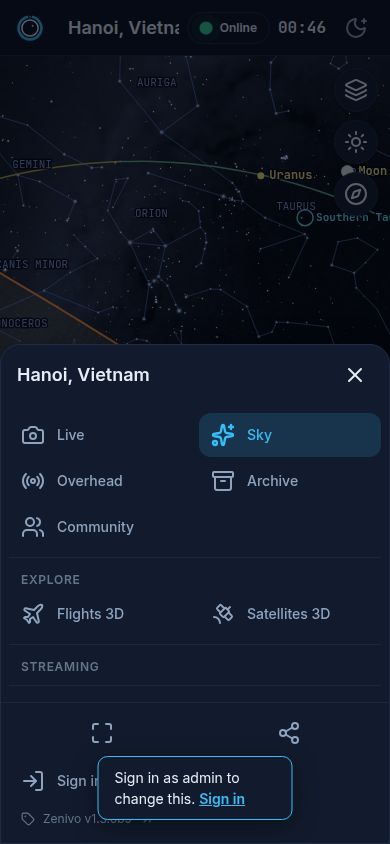 Hanoi, Vietna
Online
00:46
AURIGA
GEMINI
Uranus
Moon
TAURUS
ORION
Southern Tau
CANIS MINOR
NOCEROS
Hanoi, Vietnam
Live
Sky
Overhead
Archive
Community
EXPLORE
Flights 3D
Satellites 3D
STREAMING
Sign in as admin to
change this. Sign in
Sign in
Zenivo